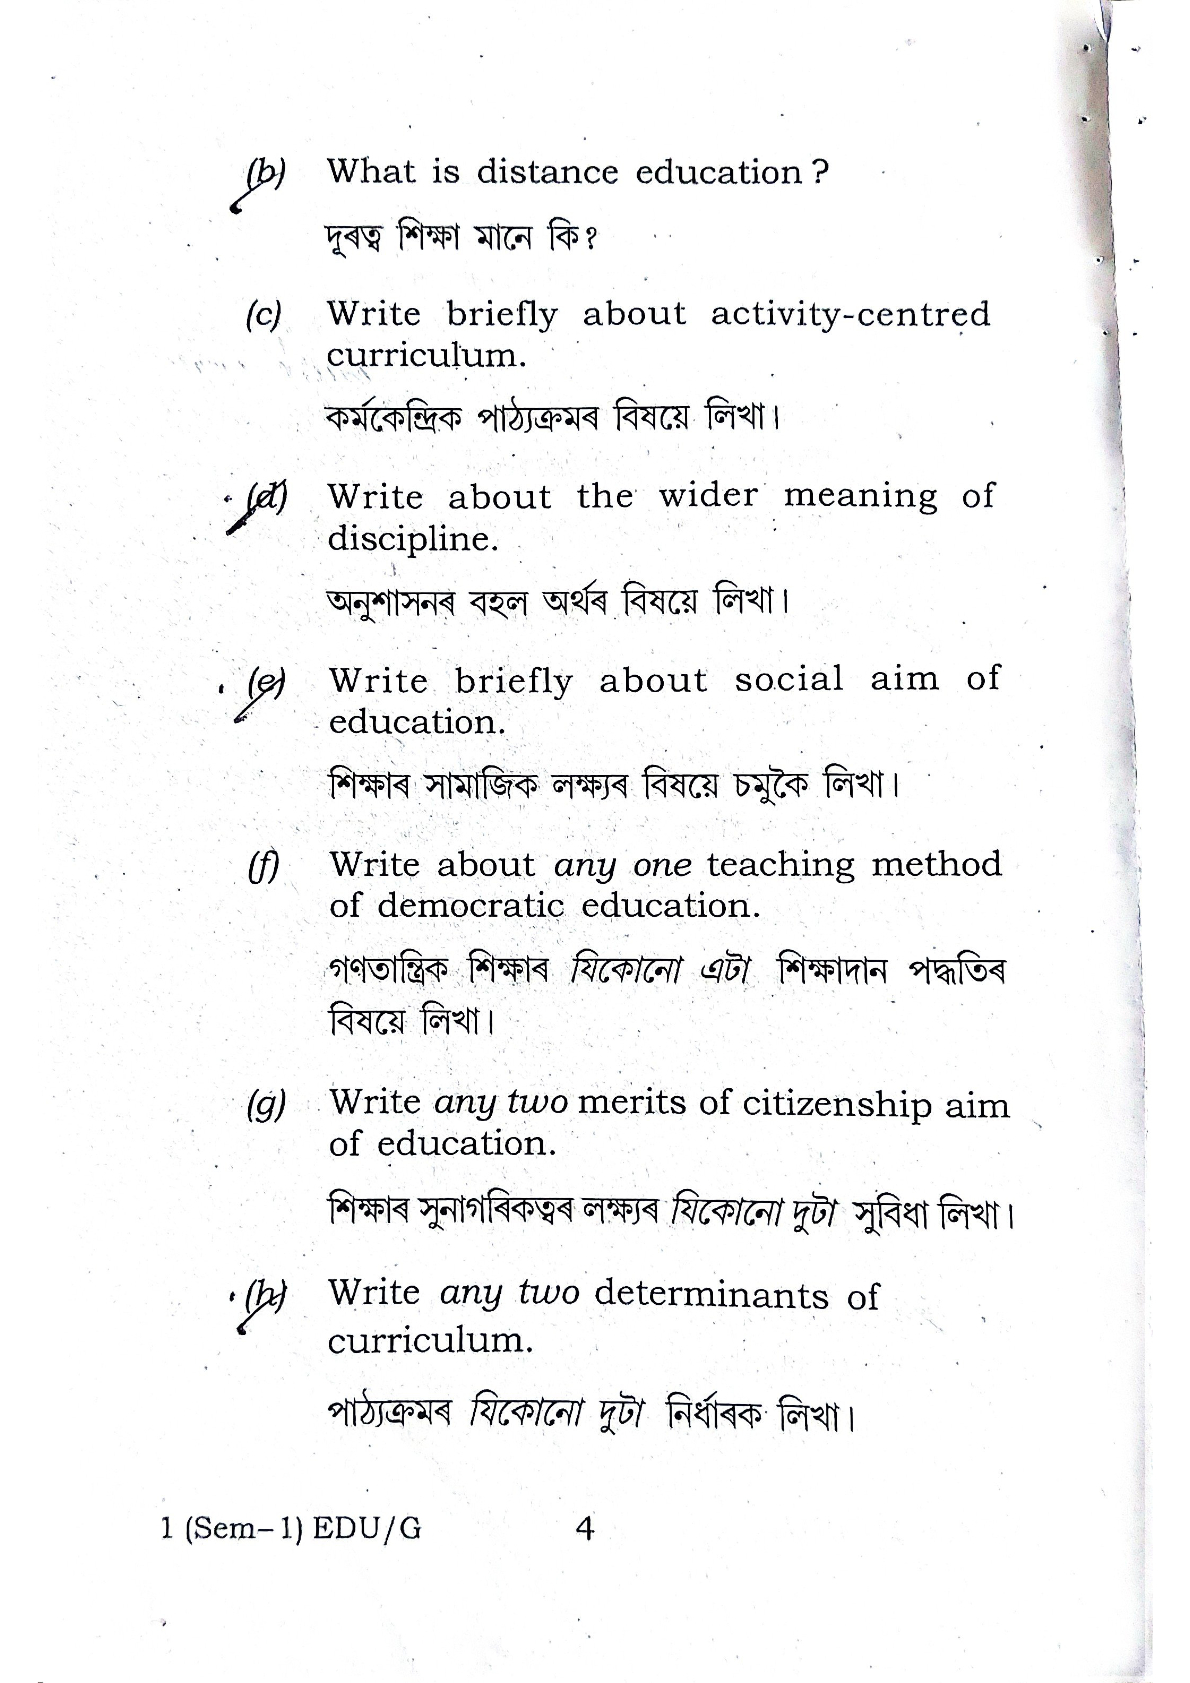 (b) What is distance education ?
দূৰত্ব শিক্ষা মানে কি?
(c) Write briefly about activity-centred
curriculum.
কৰ্মকেন্দ্ৰিক পাঠ্যক্ৰমৰ বিষয়ে লিখা।
(d) Write about the wider meaning of
discipline.
অনুশাসনৰ বহল অৰ্থৰ বিষয়ে লিখা।
(e) Write briefly about social aim of
education.
শিক্ষাৰ সামাজিক লক্ষ্যৰ বিষয়ে চমুকৈ লিখা।
(f) Write about any one teaching method
of democratic education.
গণতান্ত্ৰিক শিক্ষাৰ যিকোনো এটা শিক্ষাদান পদ্ধতিৰ
বিষয়ে লিখা।
(g) Write any two merits of citizenship aim
of education.
শিক্ষাৰ সুনাগৰিকত্বৰ লক্ষ্যৰ যিকোনো দুটা সুবিধা লিখা।
(h) Write any two determinants of
curriculum.
পাঠ্যক্ৰমৰ যিকোনো দুটা নিৰ্ধাৰক লিখা।
1 (Sem–1) EDU/G 4